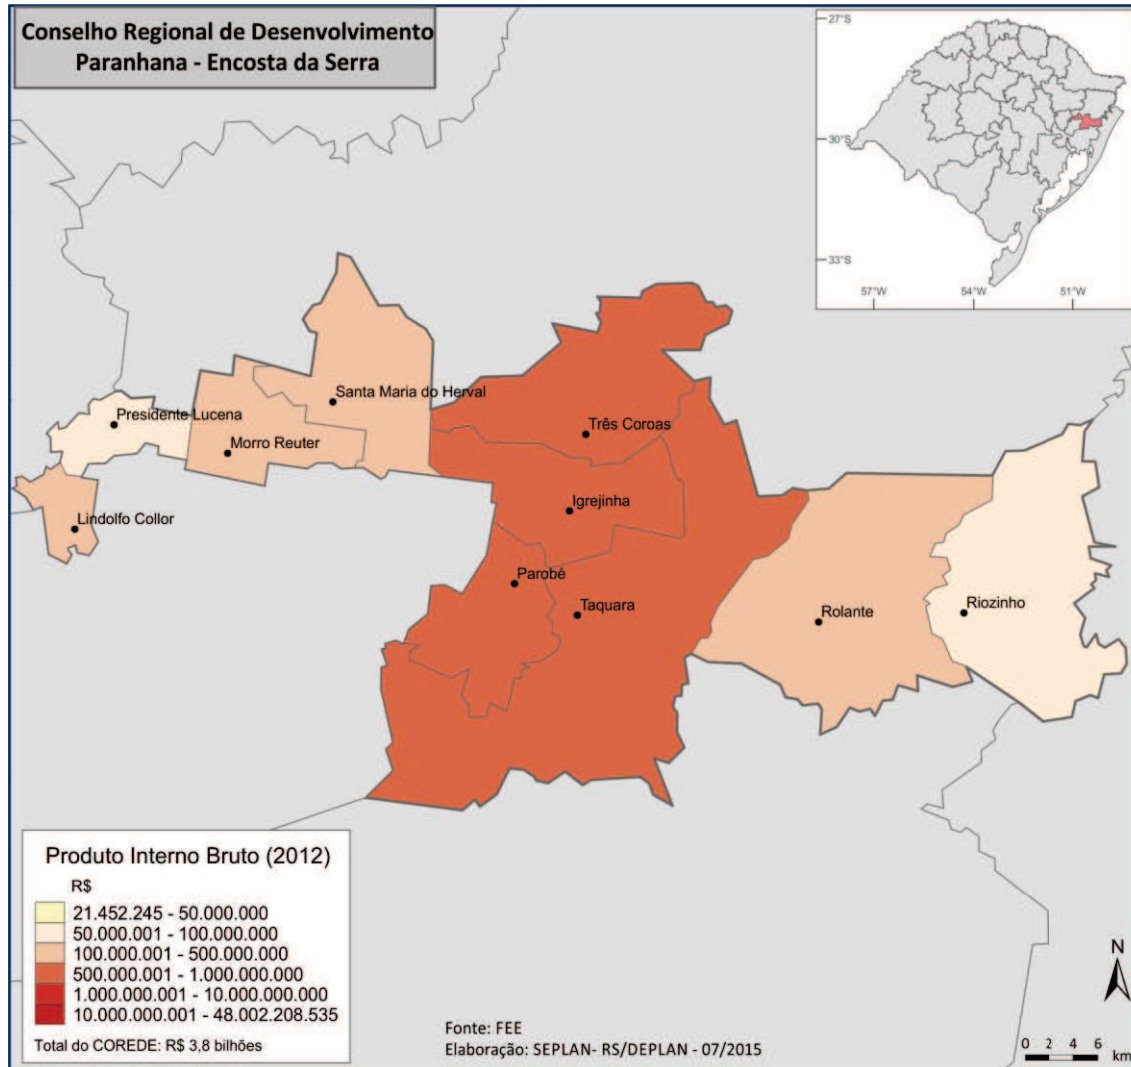 Conselho Regional de Desenvolvimento
Paranhana - Encosta da Serra
27°S
30°S
33°S
57°W
54°W
51°W
Santa Maria do Herval
Presidente Lucena
Morro Reuter
Três Coroas
Igrejinha
Lindolfo Collor
Parobé
Taquara
Rolante
Riozinho
Produto Interno Bruto (2012)
R$
21.452.245 - 50.000.000
50.000.001 - 100.000.000
100.000.001 - 500.000.000
500.000.001 - 1.000.000.000
1.000.000.001 - 10.000.000.000
10.000.000.001 - 48.002.208.535
Total do COREDE: R$ 3,8 bilhões
Fonte: FEE
Elaboração: SEPLAN- RS/DEPLAN - 07/2015
N
0 2 4 6
km